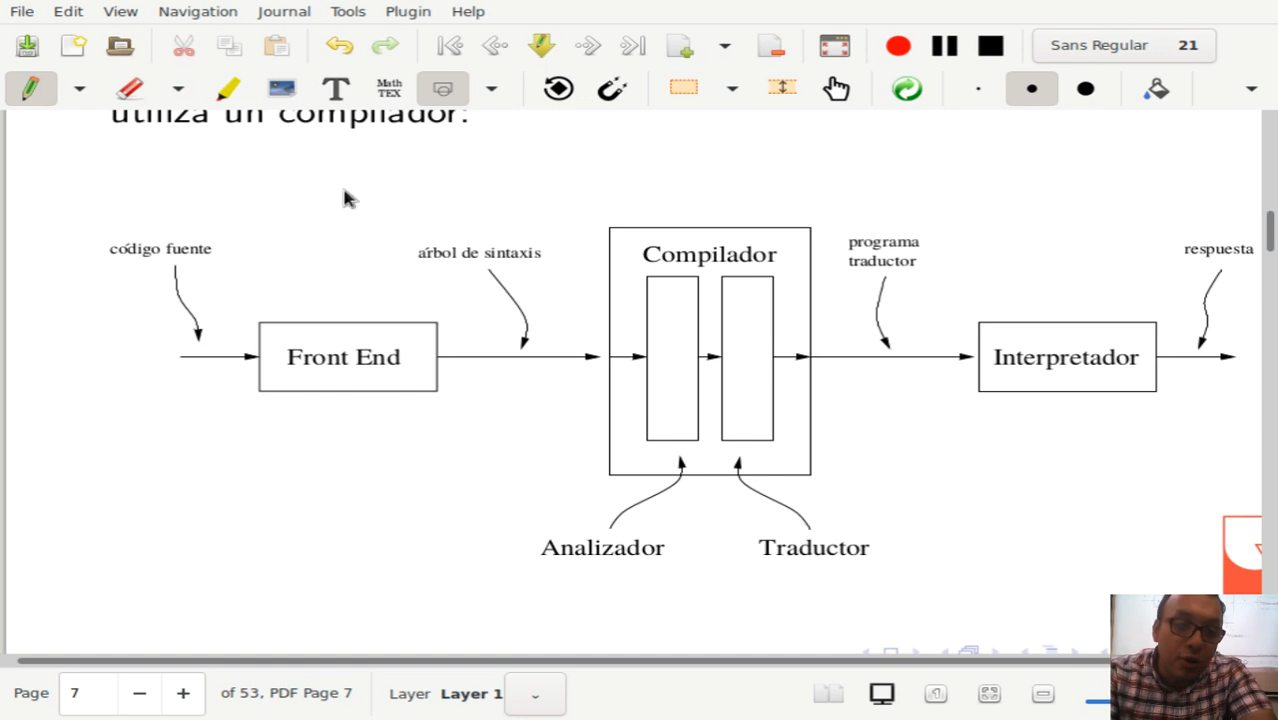 File Edit View Navigation Journal Tools Plugin Help
Sans Regular 21
T Math TEX
utiliza un compilador:
código fuente
árbol de sintaxis
Compilador
programa
traductor
respuesta
Front End
Interpretador
Analizador
Traductor
Page 7 of 53, PDF Page 7 Layer Layer 1